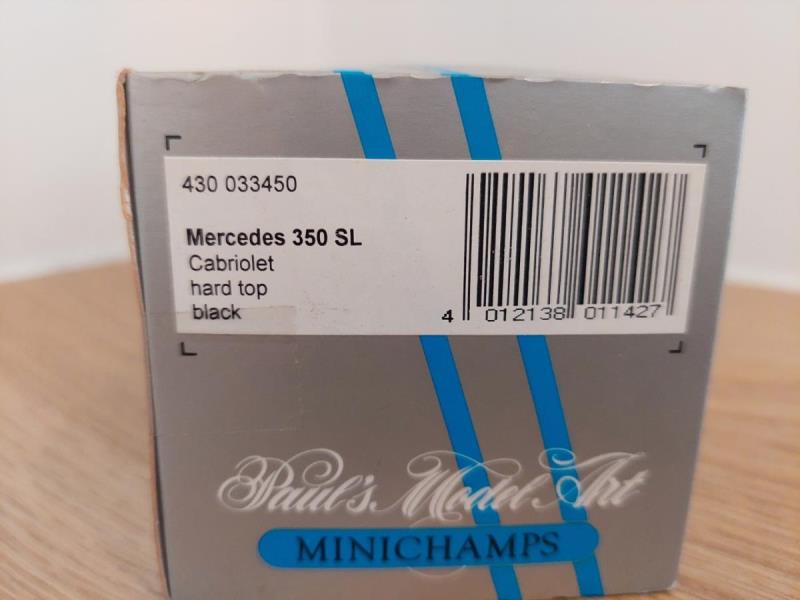 430 033450
Mercedes 350 SL
Cabriolet
hard top
black
4 012138 011427
Paul's Model Art
MINICHAMPS